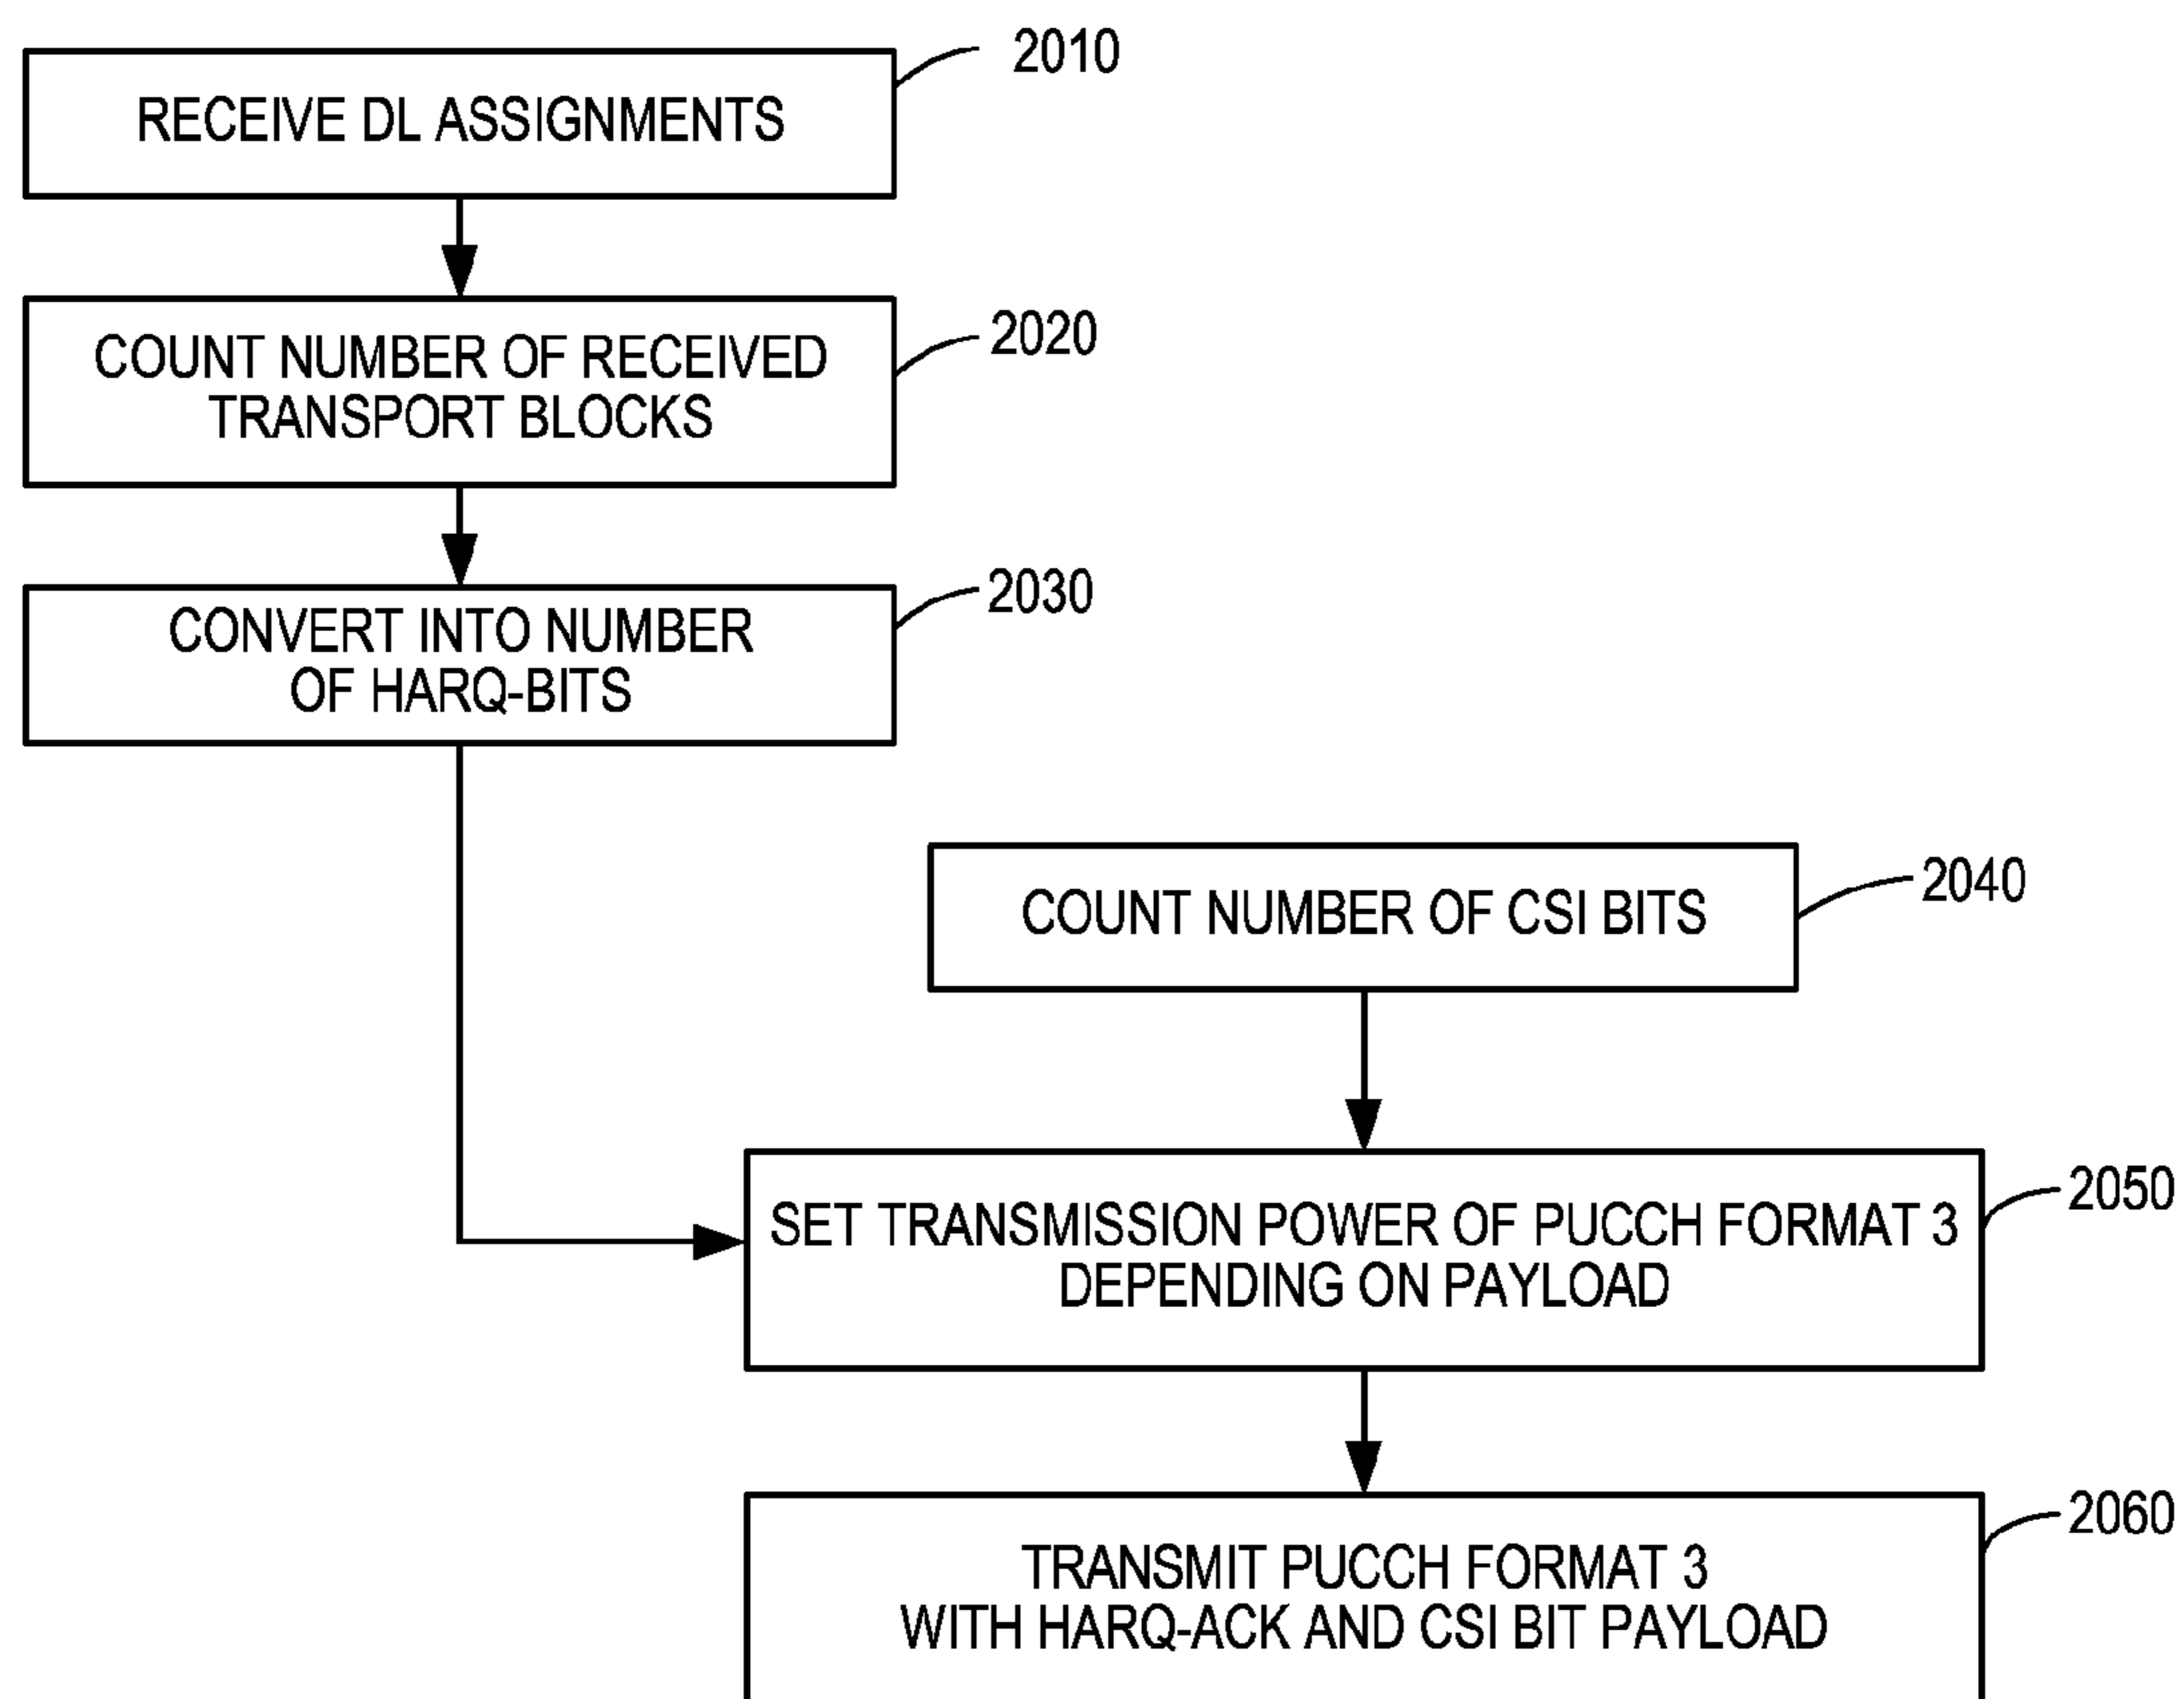 2010
RECEIVE DL ASSIGNMENTS
2020
COUNT NUMBER OF RECEIVED
TRANSPORT BLOCKS
2030
CONVERT INTO NUMBER
OF HARQ-BITS
2040
COUNT NUMBER OF CSI BITS
2050
SET TRANSMISSION POWER OF PUCCH FORMAT 3
DEPENDING ON PAYLOAD
2060
TRANSMIT PUCCH FORMAT 3
WITH HARQ-ACK AND CSI BIT PAYLOAD